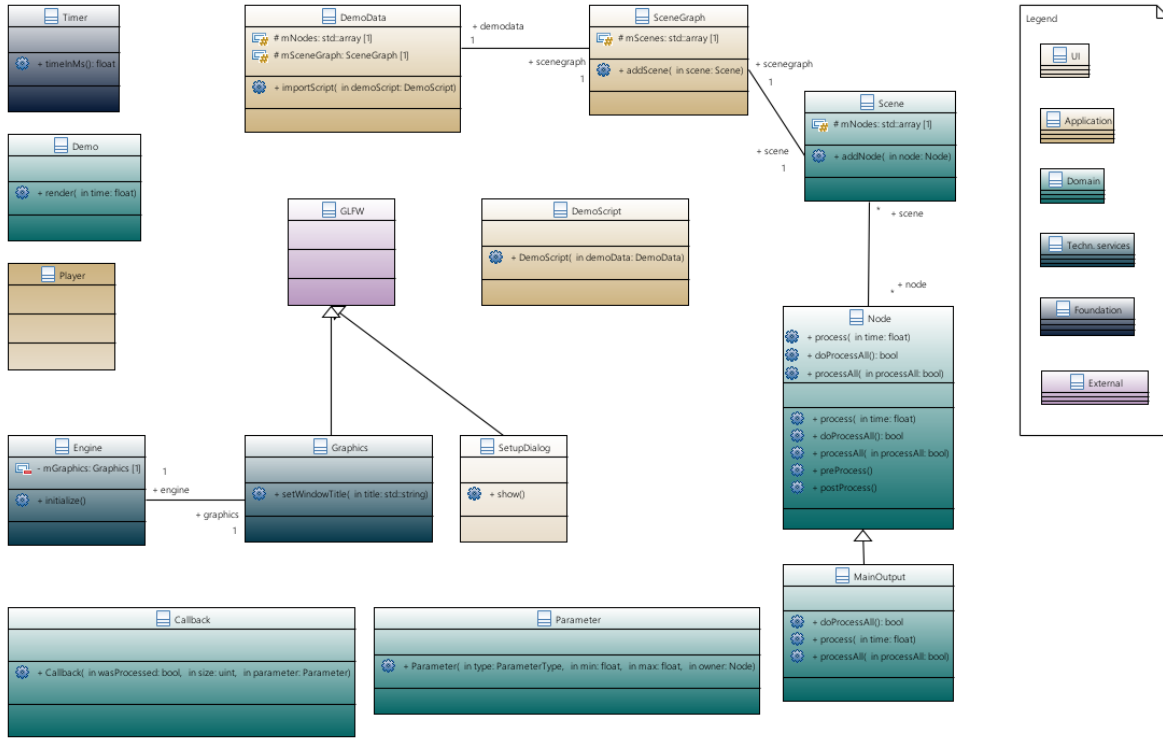 Timer
+ timeInMs(): float
DemoData
# mNodes: std::array [1]
# mSceneGraph: SceneGraph [1]
+ importScript( in demoScript: DemoScript)
+ demodata
1
+ scenegraph
1
SceneGraph
# mScenes: std::array [1]
+ addScene( in scene: Scene)
+ scenegraph
1
+ scene
1
Scene
# mNodes: std::array [1]
+ addNode( in node: Node)
* 
+ scene
+ node
*
Legend
UI
Application
Domain
Techn. services
Foundation
External
Demo
+ render( in time: float)
GLFW
DemoScript
+ DemoScript( in demoData: DemoData)
Player
Node
+ process( in time: float)
+ doProcessAll(): bool
+ processAll( in processAll: bool)
+ process( in time: float)
+ doProcessAll(): bool
+ processAll( in processAll: bool)
+ preProcess()
+ postProcess()
Engine
- mGraphics: Graphics [1]
+ initialize()
1
+ engine
+ graphics
1
Graphics
+ setWindowTitle( in title: std::string)
SetupDialog
+ show()
MainOutput
+ doProcessAll(): bool
+ process( in time: float)
+ processAll( in processAll: bool)
Callback
+ Callback( in wasProcessed: bool, in size: uint, in parameter: Parameter)
Parameter
+ Parameter( in type: ParameterType, in min: float, in max: float, in owner: Node)